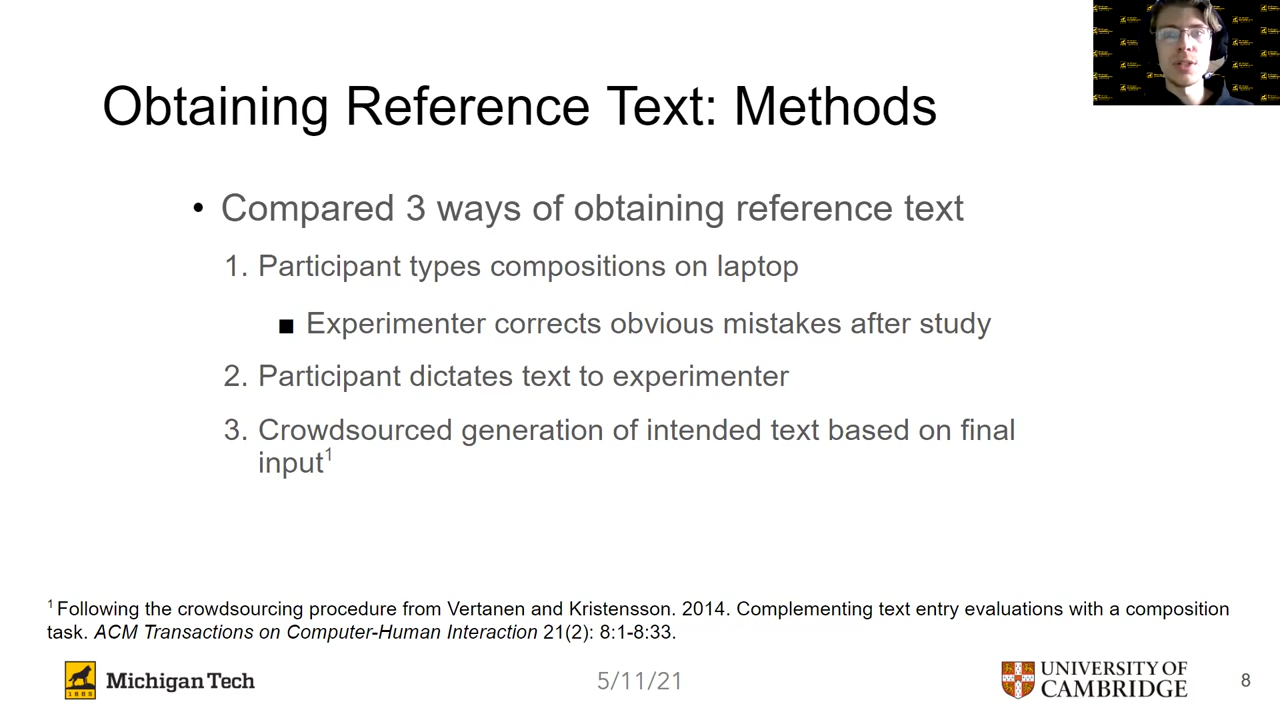 Obtaining Reference Text: Methods
• Compared 3 ways of obtaining reference text
1. Participant types compositions on laptop
■ Experimenter corrects obvious mistakes after study
2. Participant dictates text to experimenter
3. Crowdsourced generation of intended text based on final
input¹
¹ Following the crowdsourcing procedure from Vertanen and Kristensson. 2014. Complementing text entry evaluations with a composition
task. ACM Transactions on Computer-Human Interaction 21(2): 8:1-8:33.
1885
Michigan Tech
5/11/21
UNIVERSITY OF
CAMBRIDGE
8